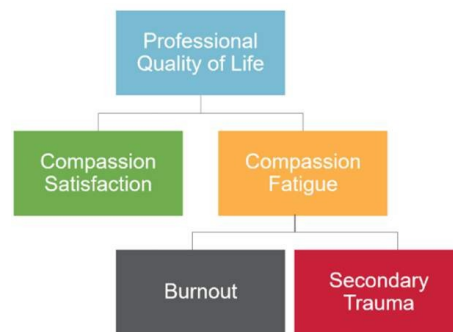 Professional
Quality of Life
Compassion
Satisfaction
Compassion
Fatigue
Burnout
Secondary
Trauma